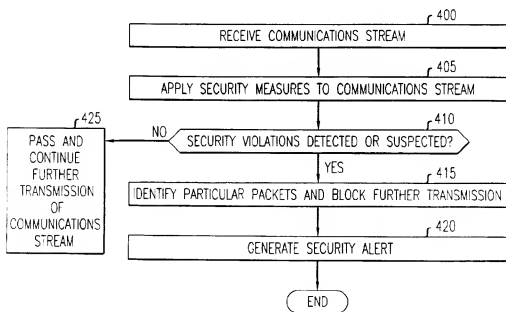 400
RECEIVE COMMUNICATIONS STREAM
405
APPLY SECURITY MEASURES TO COMMUNICATIONS STREAM
410
SECURITY VIOLATIONS DETECTED OR SUSPECTED?
NO
425
PASS AND
CONTINUE
FURTHER
TRANSMISSION
OF
COMMUNICATIONS
STREAM
YES
415
IDENTIFY PARTICULAR PACKETS AND BLOCK FURTHER TRANSMISSION
420
GENERATE SECURITY ALERT
END